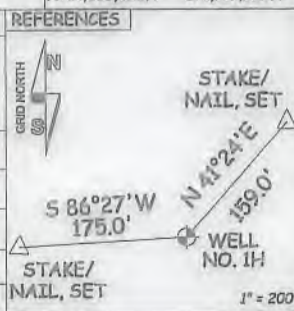 REFERENCES
GRID NORTH
N
S
STAKE/
NAIL, SET
N 41°24'E
159.0'
S 86°27'W
175.0'
WELL
NO. 1H
STAKE/
NAIL, SET
1" = 200